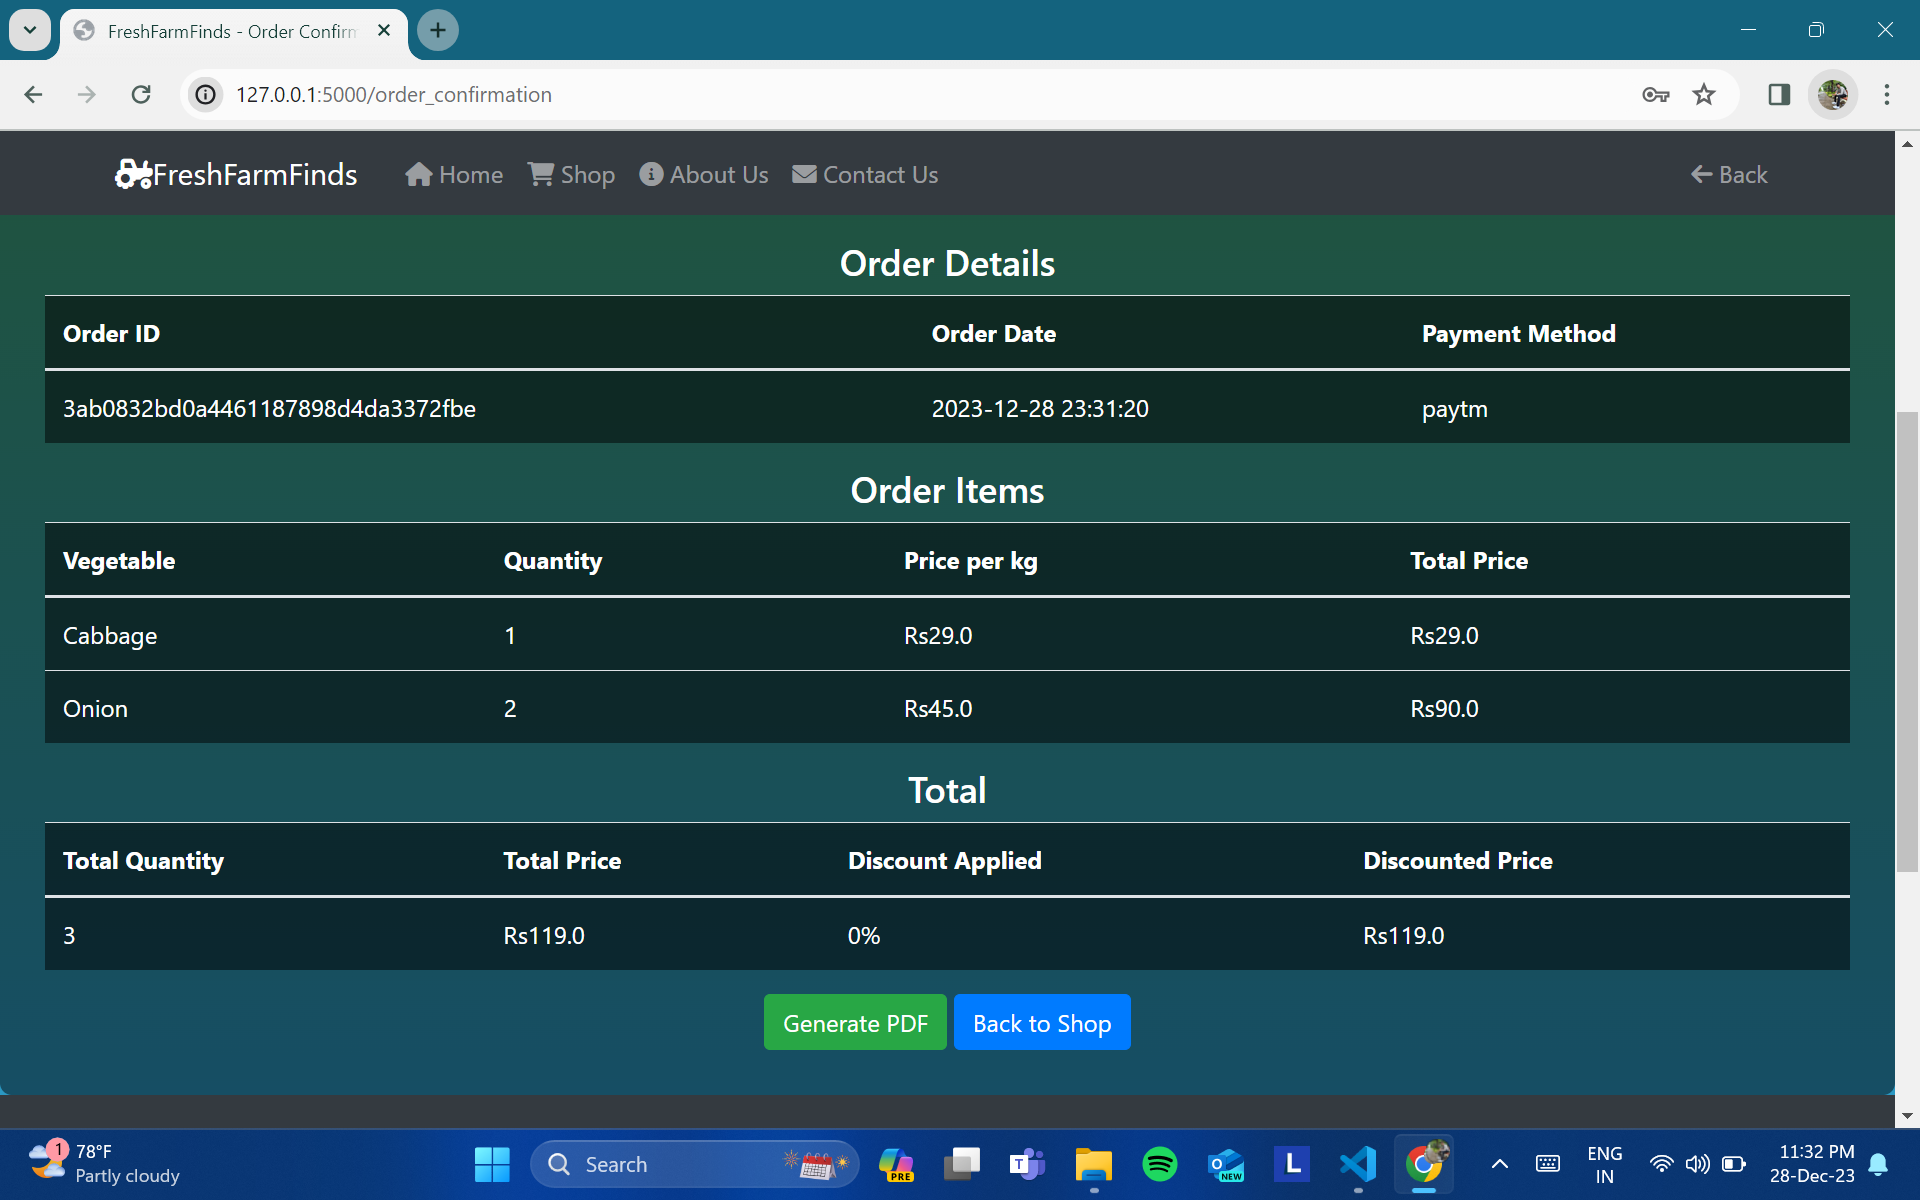 FreshFarmFinds - Order Confirm
127.0.0.1:5000/order_confirmation
FreshFarmFinds Home Shop About Us Contact Us Back
Order Details
Order ID Order Date Payment Method
3ab0832bd0a4461187898d4da3372fbe 2023-12-28 23:31:20 paytm
Order Items
Vegetable Quantity Price per kg Total Price
Cabbage 1 Rs29.0 Rs29.0
Onion 2 Rs45.0 Rs90.0
Total
Total Quantity Total Price Discount Applied Discounted Price
3 Rs119.0 0% Rs119.0
Generate PDF Back to Shop
1 78°F
Partly cloudy
Search
PRE
T
NEW
L
ENG
IN
11:32 PM
28-Dec-23